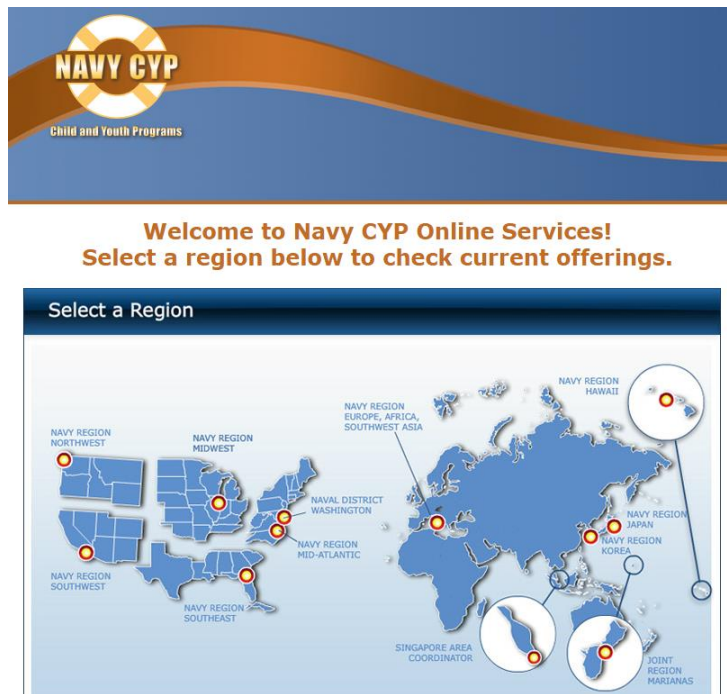 NAVY CYP
Child and Youth Programs
Welcome to Navy CYP Online Services!
Select a region below to check current offerings.
Select a Region
NAVY REGION
HAWAII
NAVY REGION
EUROPE, AFRICA,
SOUTHWEST ASIA
NAVY REGION
NORTHWEST
NAVY REGION
MIDWEST
NAVAL DISTRICT
WASHINGTON
NAVY REGION
MID-ATLANTIC
NAVY REGION
JAPAN
NAVY REGION
KOREA
NAVY REGION
SOUTHWEST
NAVY REGION
SOUTHEAST
SINGAPORE AREA
COORDINATOR
JOINT
REGION
MARIANAS